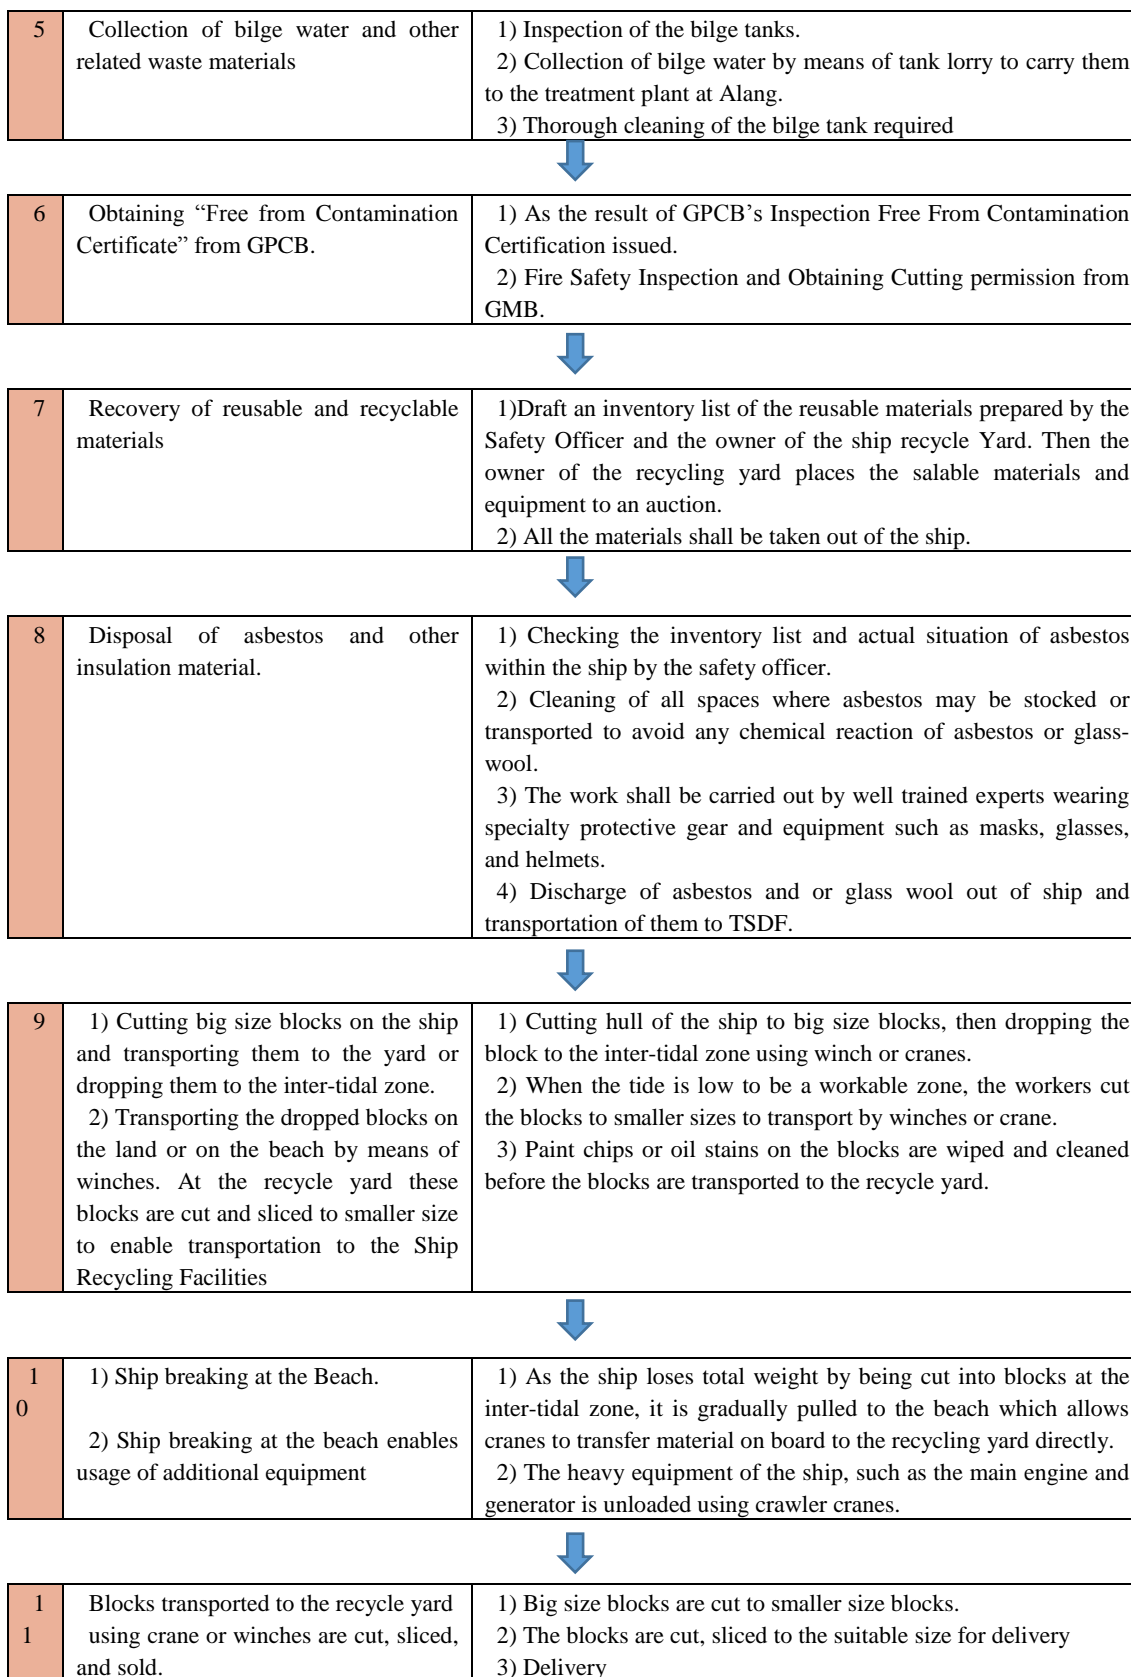 5
Collection of bilge water and other
related waste materials
1) Inspection of the bilge tanks.
2) Collection of bilge water by means of tank lorry to carry them
to the treatment plant at Alang.
3) Thorough cleaning of the bilge tank required
6
Obtaining “Free from Contamination
Certificate” from GPCB.
1) As the result of GPCB’s Inspection Free From Contamination
Certification issued.
2) Fire Safety Inspection and Obtaining Cutting permission from
GMB.
7
Recovery of reusable and recyclable
materials
1)Draft an inventory list of the reusable materials prepared by the
Safety Officer and the owner of the ship recycle Yard. Then the
owner of the recycling yard places the salable materials and
equipment to an auction.
2) All the materials shall be taken out of the ship.
8
Disposal of asbestos and other
insulation material.
1) Checking the inventory list and actual situation of asbestos
within the ship by the safety officer.
2) Cleaning of all spaces where asbestos may be stocked or
transported to avoid any chemical reaction of asbestos or glass-
wool.
3) The work shall be carried out by well trained experts wearing
specialty protective gear and equipment such as masks, glasses,
and helmets.
4) Discharge of asbestos and or glass wool out of ship and
transportation of them to TSDF.
9
1) Cutting big size blocks on the ship
and transporting them to the yard or
dropping them to the inter-tidal zone.
2) Transporting the dropped blocks on
the land or on the beach by means of
winches. At the recycle yard these
blocks are cut and sliced to smaller size
to enable transportation to the Ship
Recycling Facilities
1) Cutting hull of the ship to big size blocks, then dropping the
block to the inter-tidal zone using winch or cranes.
2) When the tide is low to be a workable zone, the workers cut
the blocks to smaller sizes to transport by winches or crane.
3) Paint chips or oil stains on the blocks are wiped and cleaned
before the blocks are transported to the recycle yard.
1
0
1) Ship breaking at the Beach.
2) Ship breaking at the beach enables
usage of additional equipment
1) As the ship loses total weight by being cut into blocks at the
inter-tidal zone, it is gradually pulled to the beach which allows
cranes to transfer material on board to the recycling yard directly.
2) The heavy equipment of the ship, such as the main engine and
generator is unloaded using crawler cranes.
1
1
Blocks transported to the recycle yard
using crane or winches are cut, sliced,
and sold.
1) Big size blocks are cut to smaller size blocks.
2) The blocks are cut, sliced to the suitable size for delivery
3) Delivery